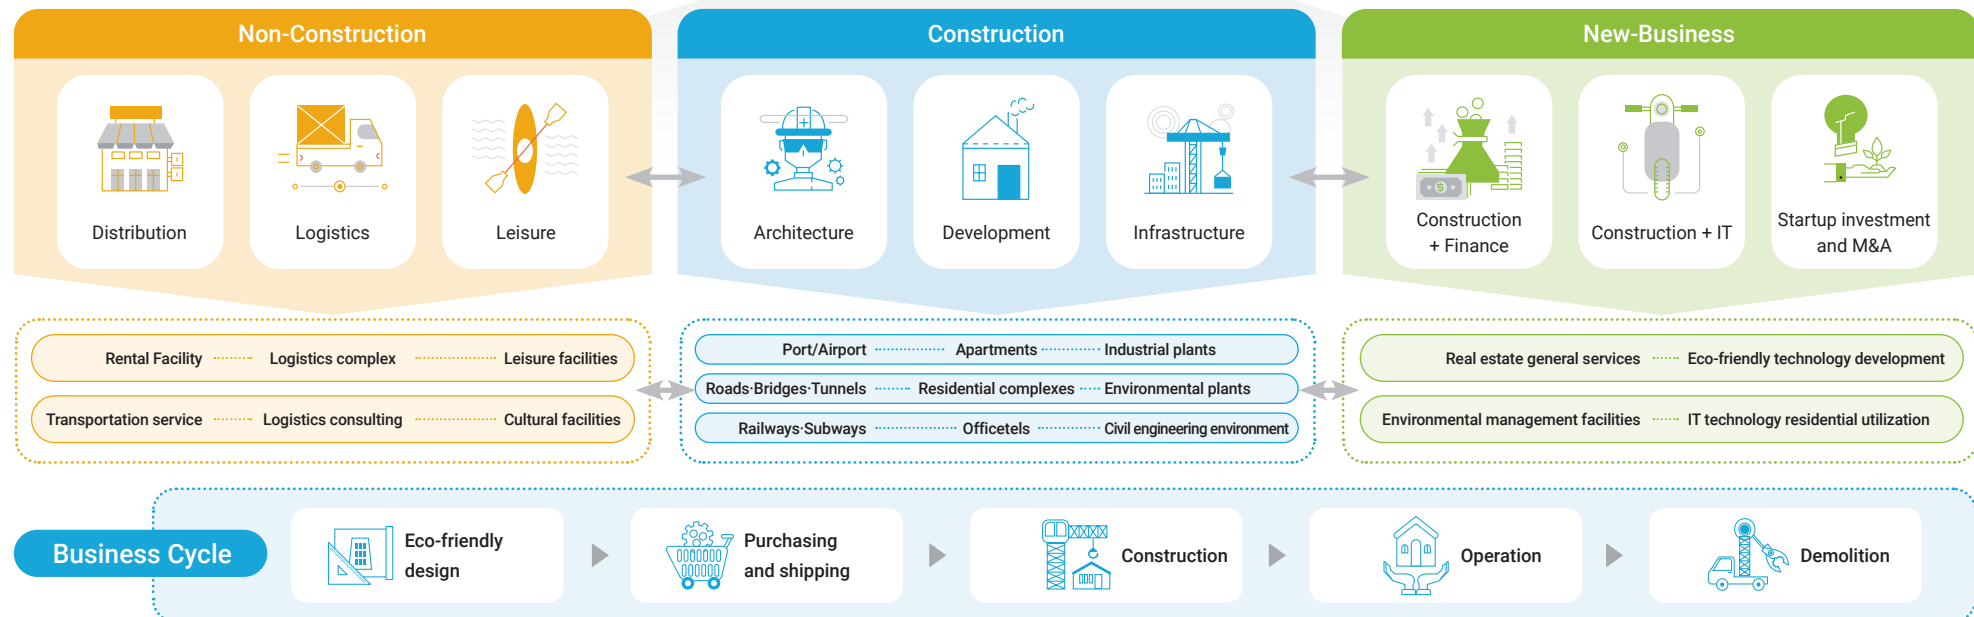 Non-Construction
Distribution
Logistics
Leisure
Rental Facility Logistics complex Leisure facilities
Transportation service Logistics consulting Cultural facilities
Construction
Architecture
Development
Infrastructure
Port/Airport Apartments Industrial plants
Roads·Bridges·Tunnels Residential complexes Environmental plants
Railways·Subways Officetels Civil engineering environment
New-Business
Construction
+ Finance
Construction + IT
Startup investment
and M&A
Real estate general services Eco-friendly technology development
Environmental management facilities IT technology residential utilization
Business Cycle
Eco-friendly
design
Purchasing
and shipping
Construction
Operation
Demolition